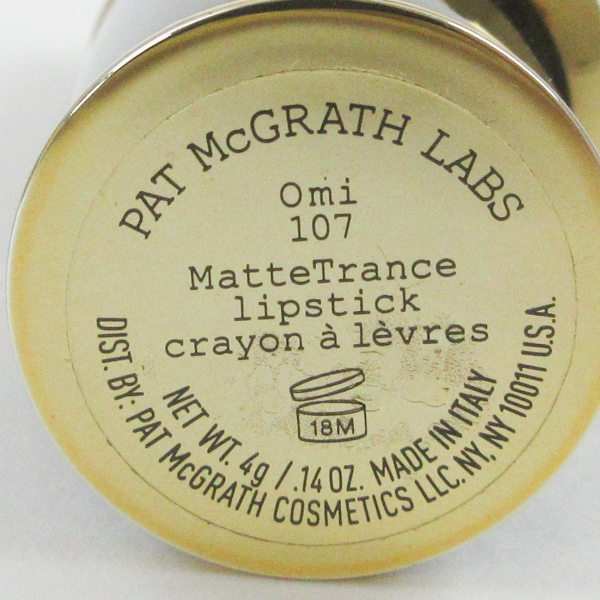 PAT McGRATH LABS
Omi
107
MatteTrance
lipstick
crayon à lèvres
18M
NET WT. 4g / .14 OZ. MADE IN ITALY
DIST. BY: PAT McGRATH COSMETICS LLC. NY, NY 10011 U.S.A.